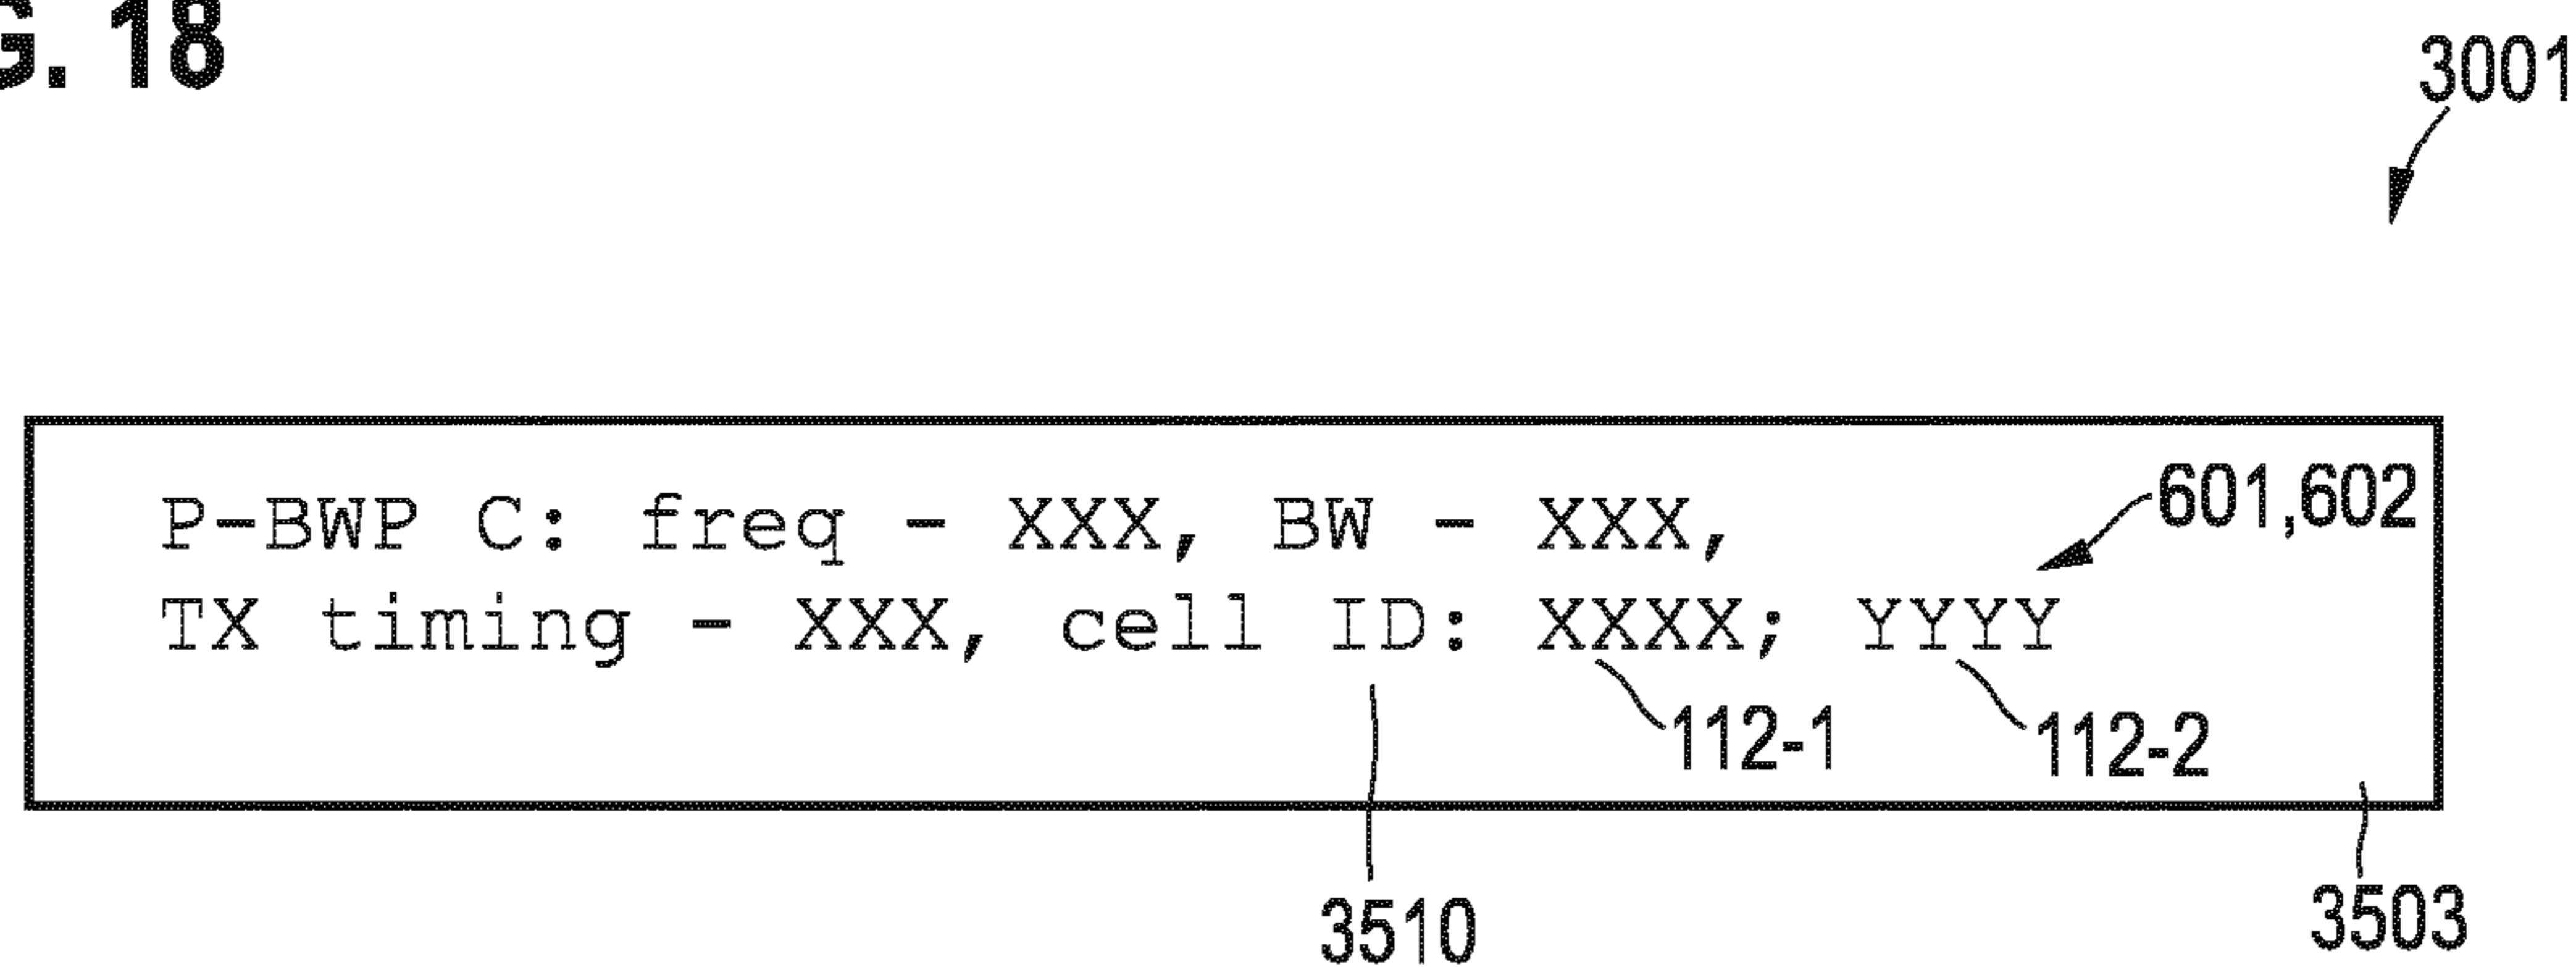 G. 18
3001
P-BWP C: freq - XXX, BW - XXX,
601,602
TX timing - XXX, cell ID: XXXX; YYYY
112-1
112-2
3510
3503